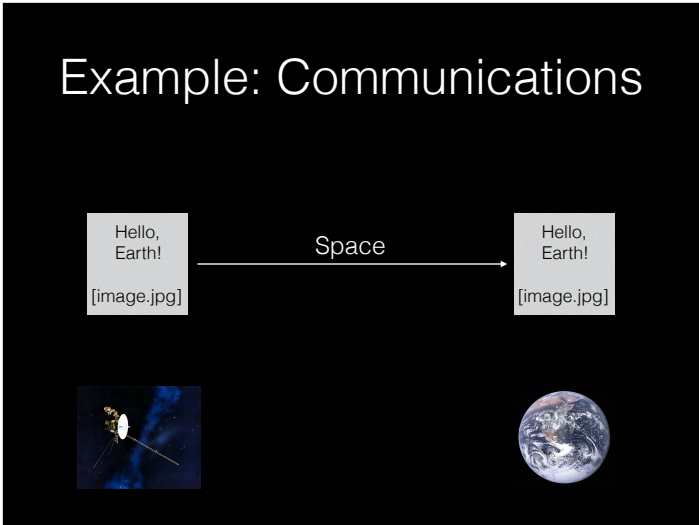 Example: Communications
Hello,
Earth!
[image.jpg]
Space
Hello,
Earth!
[image.jpg]